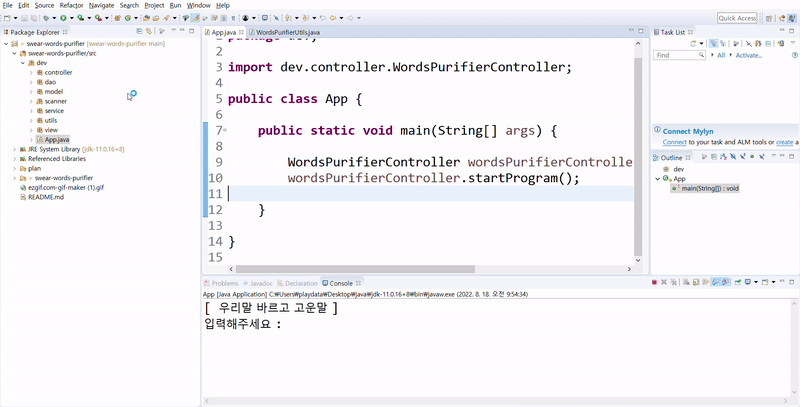 File Edit Source Refactor Navigate Search Project Run Window Help
Quick Access
Package Explorer
swear-words-purifier [swear-words-purifier main]
swear-words-purifier/src
dev
controller
dao
model
scanner
service
utils
view
App.java
JRE System Library [jdk-11.0.16+8]
Referenced Libraries
plan
swear-words-purifier
ezgif.com-gif-maker (1).gif
README.md
App.java
WordsPurifierUtils.java
2
3 import dev.controller.WordsPurifierController;
4
5 public class App {
6
7 public static void main(String[] args) {
8
9 WordsPurifierController wordsPurifierControlle
10 wordsPurifierController.startProgram();
11
12 }
13
14 }
15
Task List
Find
All
Activate...
Connect Mylyn
Connect to your task and ALM tools or create a
Outline
dev
App
main(String[]) : void
Problems Javadoc Declaration Console
App [Java Application] C:₩Users₩playdata₩Desktop₩java₩jdk-11.0.16+8₩bin₩javaw.exe (2022. 8. 18. 오전 9:54:34)
[ 우리말 바르고 고운말 ]
입력해주세요 :